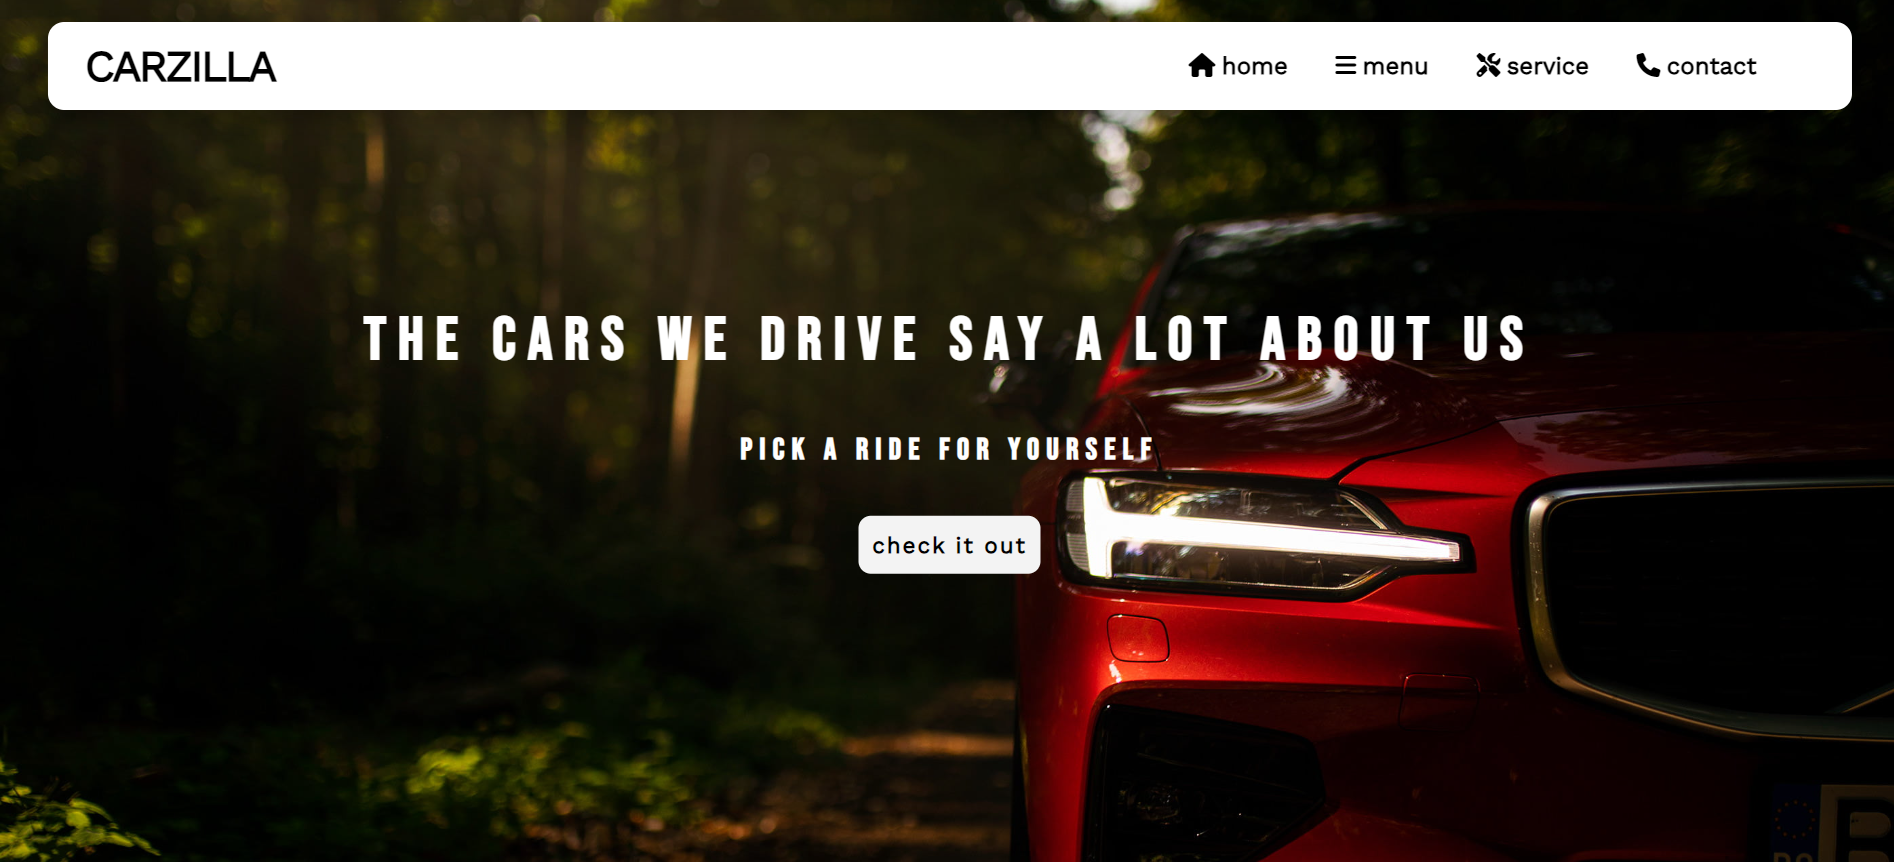 CARZILLA
home
menu
service
contact
THE CARS WE DRIVE SAY A LOT ABOUT US
PICK A RIDE FOR YOURSELF
check it out